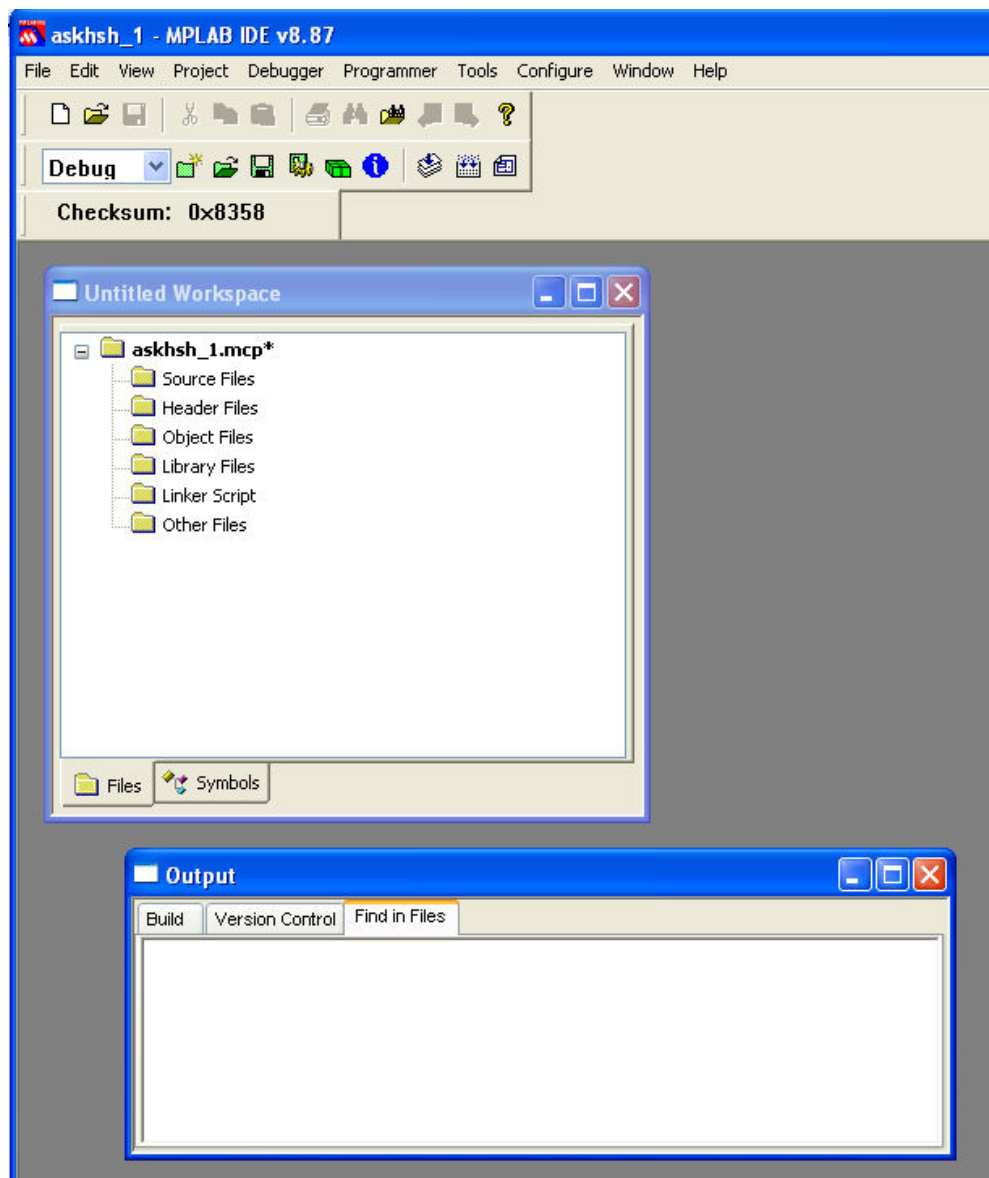 askhsh_1 - MPLAB IDE v8.87
File Edit View Project Debugger Programmer Tools Configure Window Help
Debug
Checksum: 0x8358
Untitled Workspace
askhsh_1.mcp*
Source Files
Header Files
Object Files
Library Files
Linker Script
Other Files
Files Symbols
Output
Build Version Control Find in Files